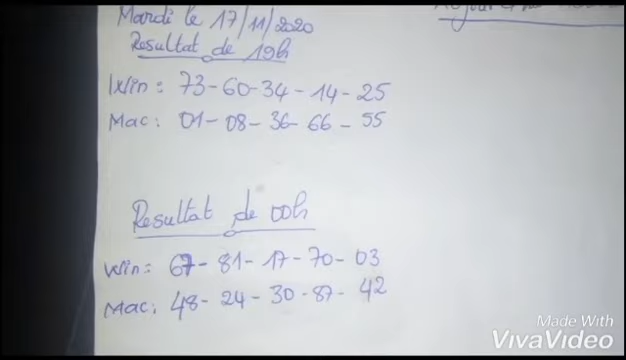 Mardi le 17/11/2020
Resultat de 19h
Win : 73-60-34-14-25
Mac : 01-08-36-66-55
Resultat de 00h
Win : 67-81-17-70-03
Mac : 48-24-30-87-42
Made With
VivaVideo